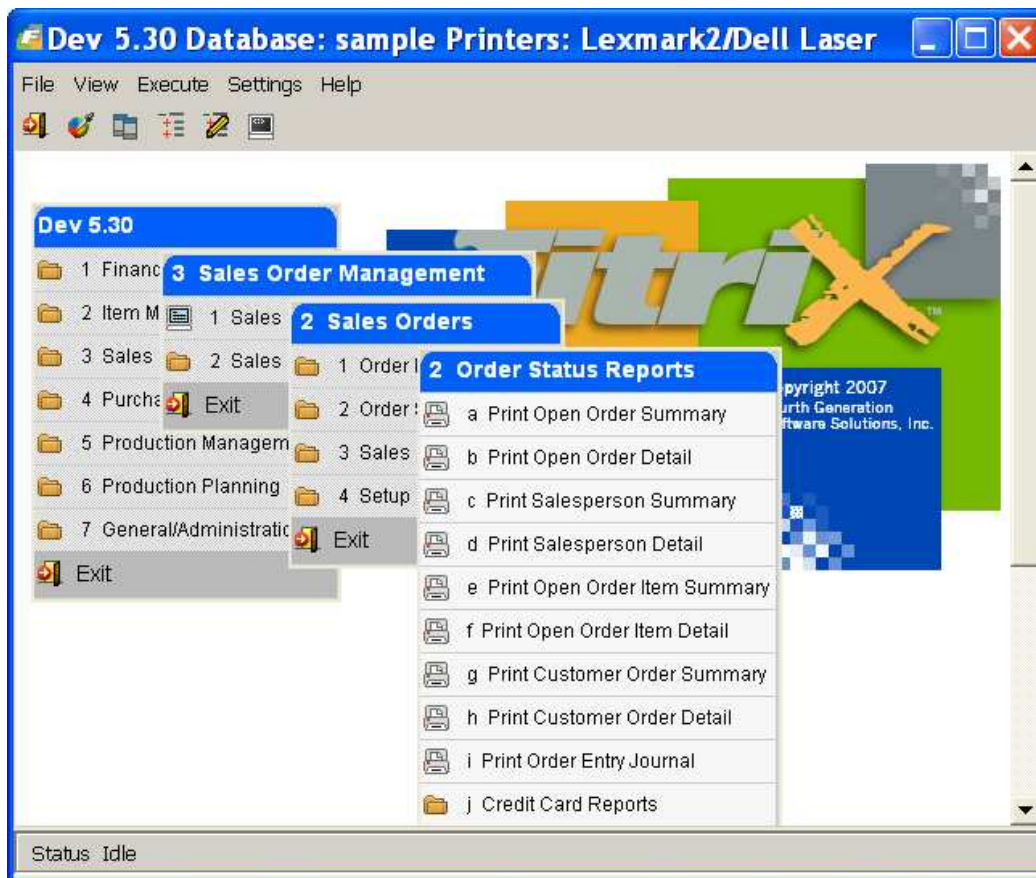 Dev 5.30 Database: sample Printers: Lexmark2/Dell Laser
File View Execute Settings Help
Dev 5.30
1 Financ
2 Item M
3 Sales
4 Purcha
5 Production Managem
6 Production Planning
7 General/Administratio
Exit
3 Sales Order Management
1 Sales
2 Sales
Exit
2 Sales Orders
1 Order
2 Order
3 Sales
4 Setup
Exit
2 Order Status Reports
a Print Open Order Summary
b Print Open Order Detail
c Print Salesperson Summary
d Print Salesperson Detail
e Print Open Order Item Summary
f Print Open Order Item Detail
g Print Customer Order Summary
h Print Customer Order Detail
i Print Order Entry Journal
j Credit Card Reports
itriX
TM
pyright 2007
urth Generation
ftware Solutions, Inc.
Status Idle